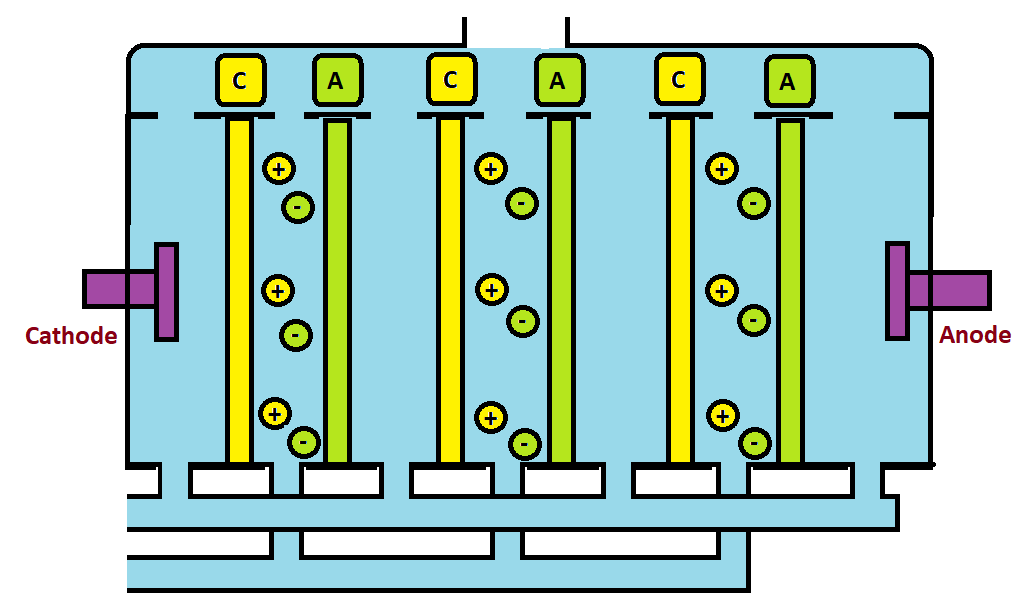 C A C A C A
+ + +
- - -
Cathode
+ + +
- - -
Anode
+ + +
- - -